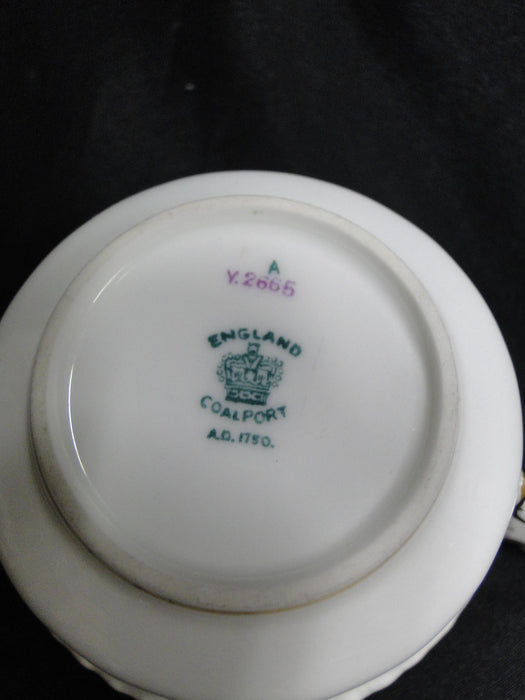 A
Y.2665
ENGLAND
COALPORT
A.D. 1750.